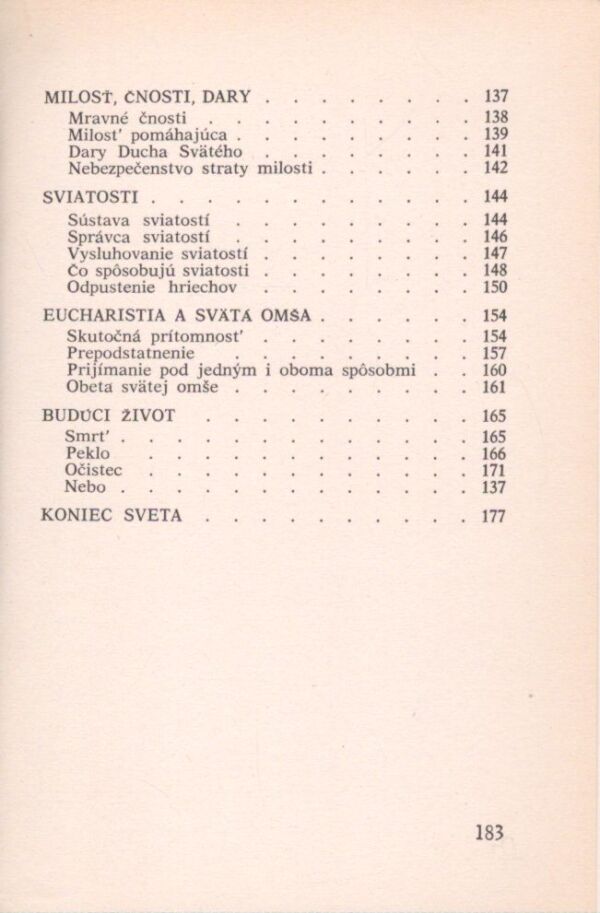 MILOSŤ, ČNOSTI, DARY . . . . . . . . 137
Mravné čnosti . . . . . . . . . 138
Milosť pomáhajúca . . . . . . . . 139
Dary Ducha Svätého . . . . . . . 141
Nebezpečenstvo straty milosti . . . . . 142
SVIATOSTI . . . . . . . . . . . . 144
Sústava sviatostí . . . . . . . . 144
Správca sviatostí . . . . . . . . 146
Vysluhovanie sviatostí . . . . . . . 147
Čo spôsobujú sviatosti . . . . . . . 148
Odpustenie hriechov . . . . . . . 150
EUCHARISTIA A SVÄTÁ OMŠA . . . . . . 154
Skutočná prítomnosť . . . . . . . 154
Prepodstatnenie . . . . . . . . 157
Prijímanie pod jedným i oboma spôsobmi . . 160
Obeta svätej omše . . . . . . . . 161
BUDÚCI ŽIVOT . . . . . . . . . . 165
Smrť . . . . . . . . . . . . . 165
Peklo . . . . . . . . . . . . 166
Očistec . . . . . . . . . . . . 171
Nebo . . . . . . . . . . . . . 137
KONIEC SVETA . . . . . . . . . . 177
183